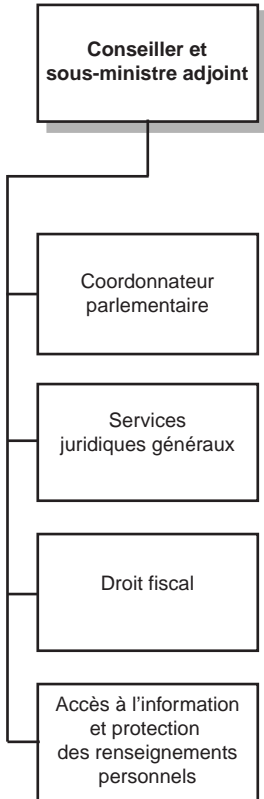 Conseiller et
sous-ministre adjoint
Coordonnateur
parlementaire
Services
juridiques généraux
Droit fiscal
Accès à l'information
et protection
des renseignements
personnels